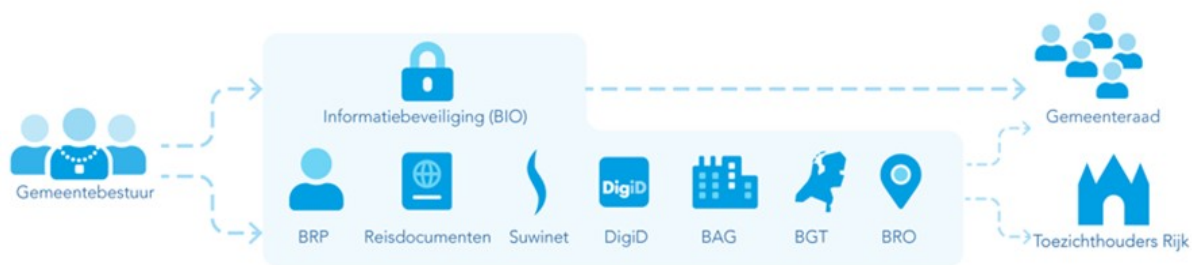 Informatiebeveiliging (BIO)
Gemeenteraad
Gemeentebestuur
DigiD
BRP
Reisdocumenten
Suwinet
DigiD
BAG
BGT
BRO
Toezichthouders Rijk